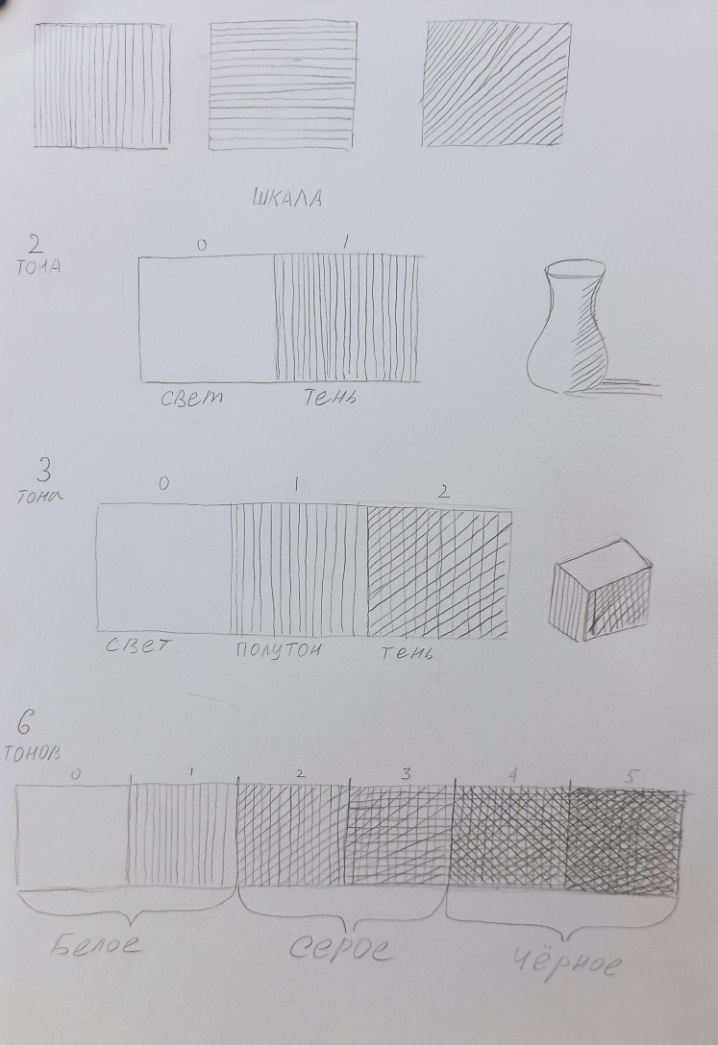 ШКАЛА
2
ТОНА
0 1
свет тень
3
Тона
0 1 2
свет полутон тень
6
ТОНОВ
0 1 2 3 4 5
Белое серое чёрное